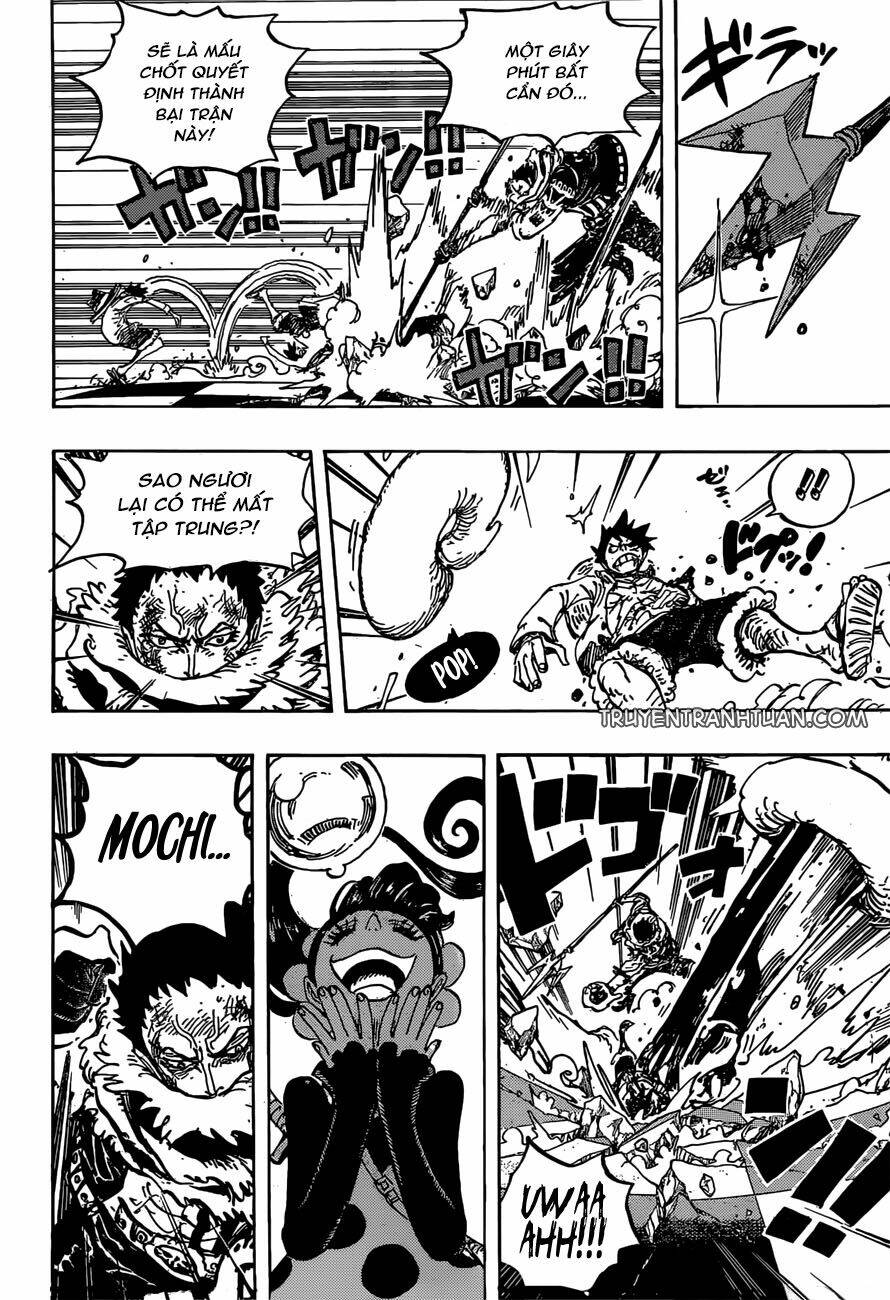 ギラッ
MỘT GIÂY
PHÚT BẤT
CẨN ĐÓ...
SẼ LÀ MẤU
CHỐT QUYẾT
ĐỊNH THÀNH
BẠI TRẬN
NÀY!
ガン!!
ガン!!
ガン!!
!!
ドプッ!
POP!
TRUYENTRANHTUAN.COM
SAO NGƯƠI
LẠI CÓ THỂ MẤT
TẬP TRUNG?!
ドゴォ
!!
UWAA
AHH!!!
MOCHI...